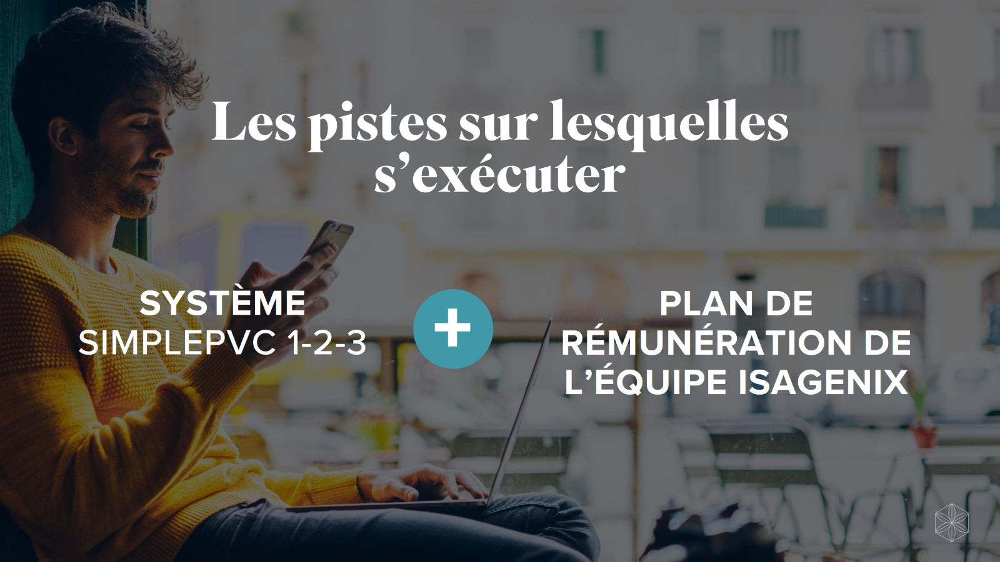 Les pistes sur lesquelles
s’exécuter
SYSTÈME
SIMPLEPVC 1-2-3
+
PLAN DE
RÉMUNÉRATION DE
L’ÉQUIPE ISAGENIX